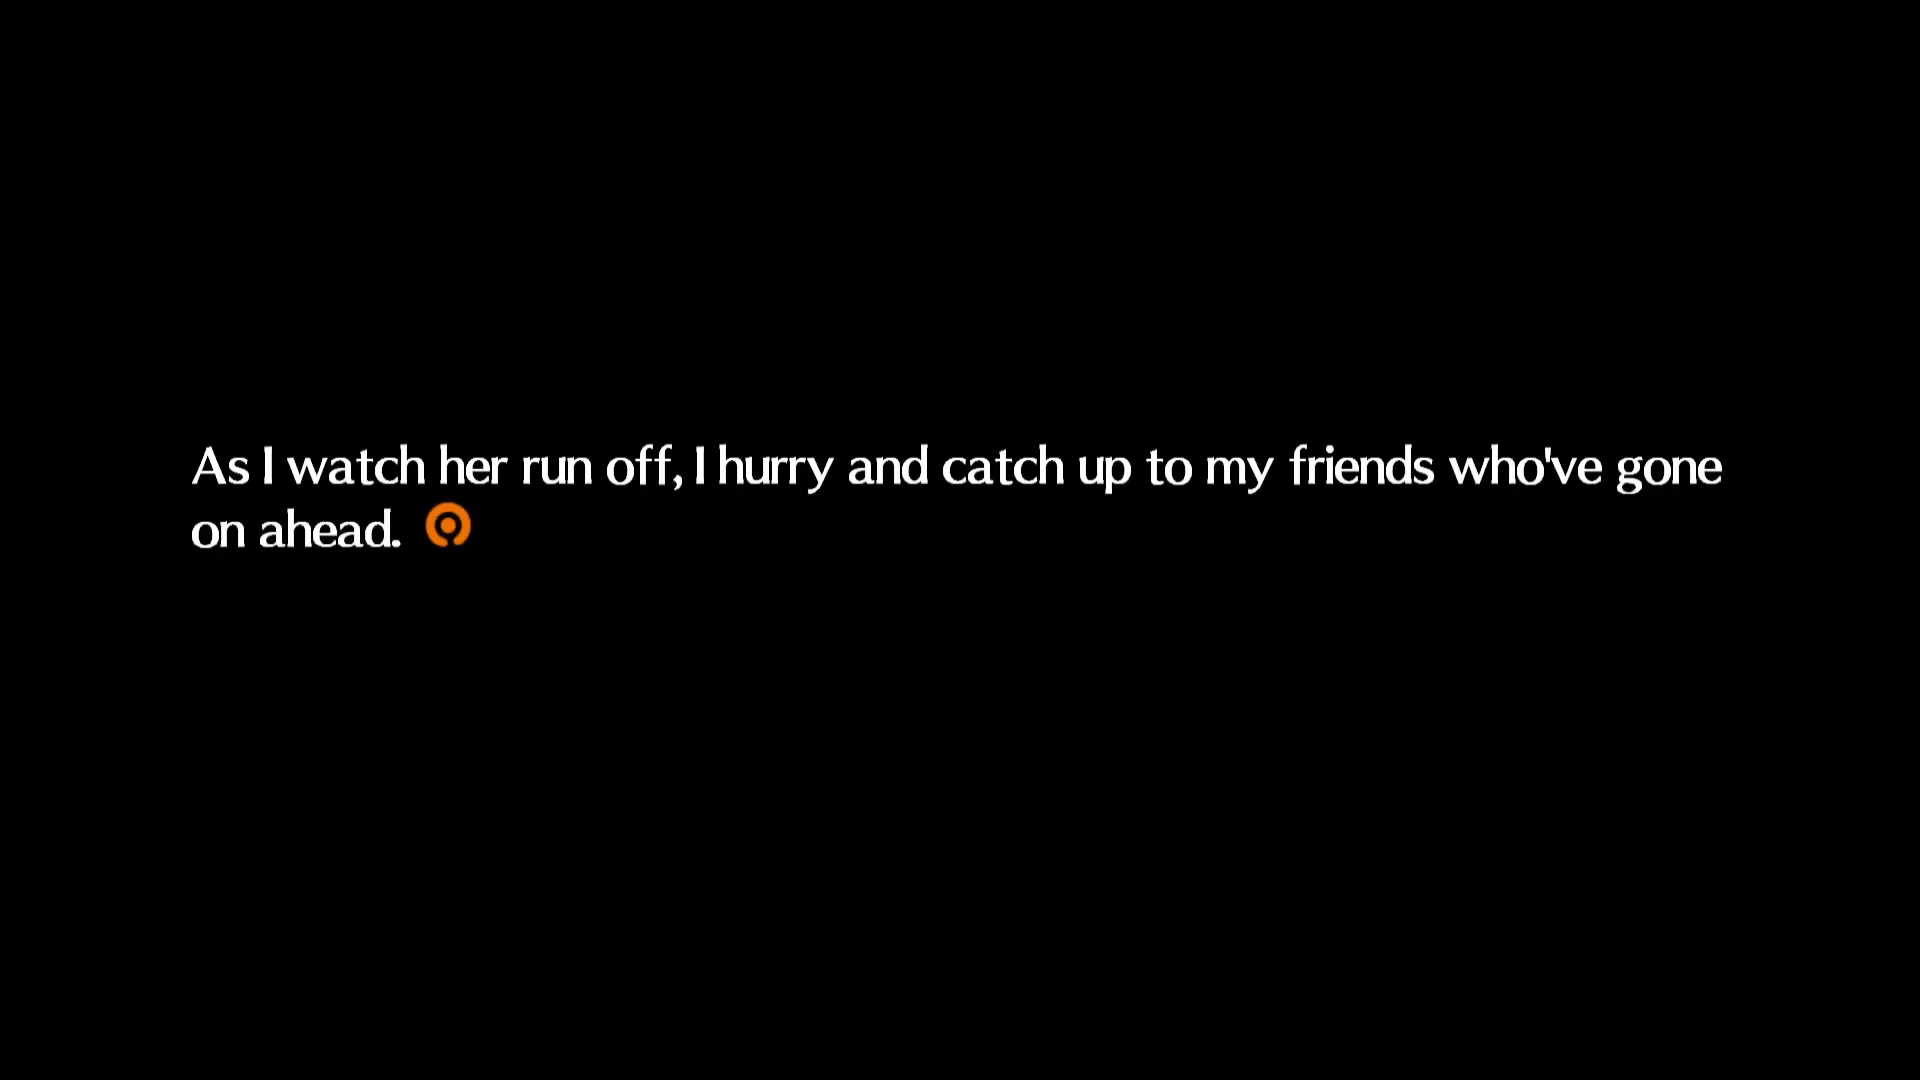 As I watch her run off, I hurry and catch up to my friends who've gone
on ahead.